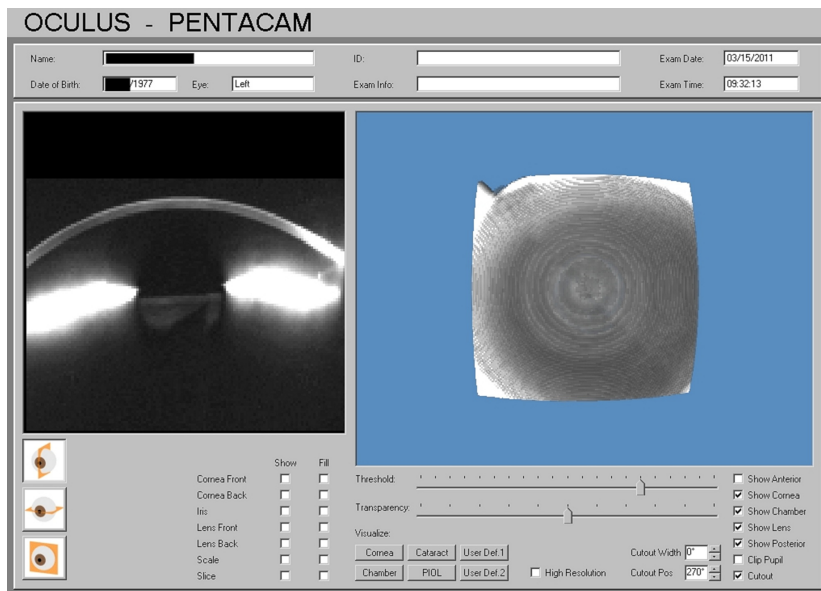 OCULUS - PENTACAM
Name: ID: Exam Date: 03/15/2011
Date of Birth: /1977 Eye: Left Exam Info: Exam Time: 09:32:13
Show Fill
Cornea Front
Cornea Back
Iris
Lens Front
Lens Back
Scale
Slice
Threshold:
Transparency:
Visualize:
Cornea Cataract User Def.1
Chamber PIOL User Def.2
High Resolution
Cutout Width 0°
Cutout Pos 270°
Show Anterior
Show Cornea
Show Chamber
Show Lens
Show Posterior
Clip Pupil
Cutout